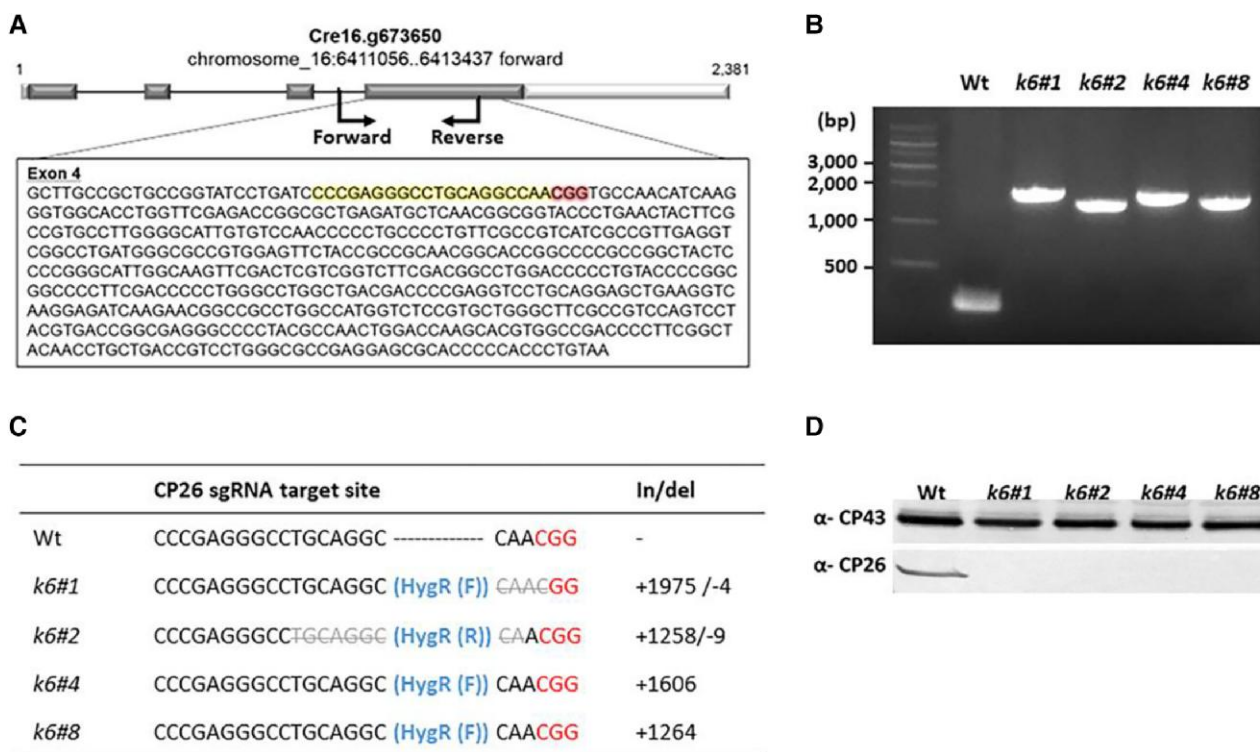 A
Cre16.g673650
chromosome_16:6411056..6413437 forward
1
2,381
Forward
Reverse
Exon 4
GCTTGCCGCTGCCGGTATCCTGATCCCCGAGGGCCTGCAGGCCAACGGTGCCAACATCAAG
GGTGGCACCTGGTTCGAGACCGGCGCTGAGATGCTCAACGGCGGTACCCTGAACTACTTCG
CCGTGCCTTGGGGCATTGTGTCCAACCCCCTGCCCCTGTTCGCCGTCATCGCCGTTGAGGT
CGGCCTGATGGGCGCCGTGGAGTTCTACCGCCGCAACGGCACCGGCCCCGCCGGCTACTC
CCCGGGCATTGGCAAGTTCGACTCGTCGGTCTTCGACGGCCTGGACCCCCTGTACCCCGGC
GGCCCCTTCGACCCCCTGGGCCTGGCTGACGACCCCGAGGTCCTGCAGGAGCTGAAGGTC
AAGGAGATCAAGAACGGCCGCCTGGCCATGGTCTCCGTGCTGGGCTTCGCCGTCCAGTCCT
ACGTGACCGGCGAGGGCCCCTACGCCAACTGGACCAAGCACGTGGCCGACCCCTTCGGCT
ACAACCTGCTGACCGTCCTGGGCGCCGAGGAGCGCACCCCCACCCTGTAA
B
Wt k6#1 k6#2 k6#4 k6#8
(bp)
3,000
2,000
1,000
500
C
CP26 sgRNA target site In/del
Wt CCCGAGGGCCTGCAGGC ------------- CAACGG -
k6#1 CCCGAGGGCCTGCAGGC (HygR (F)) CAACGG +1975 /-4
k6#2 CCCGAGGGCCTGCAGGC (HygR (R)) CAACGG +1258/-9
k6#4 CCCGAGGGCCTGCAGGC (HygR (F)) CAACGG +1606
k6#8 CCCGAGGGCCTGCAGGC (HygR (F)) CAACGG +1264
D
Wt k6#1 k6#2 k6#4 k6#8
α- CP43
α- CP26